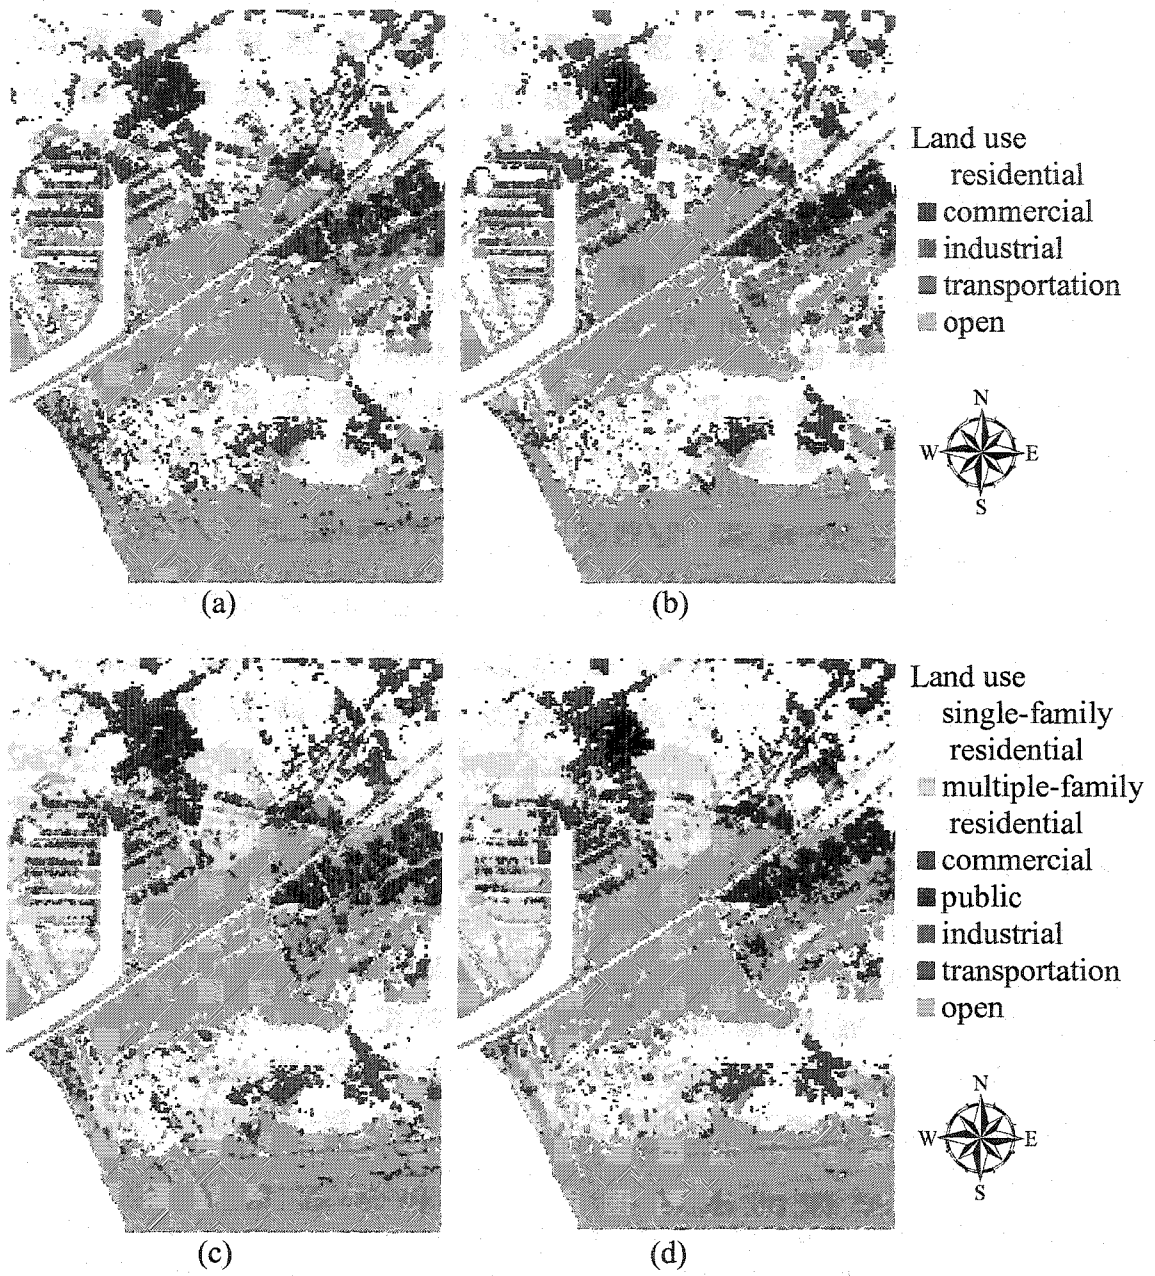 Land use
residential
commercial
industrial
transportation
open
N
W E
S
(a) (b)
Land use
single-family
residential
multiple-family
residential
commercial
public
industrial
transportation
open
N
W E
S
(c) (d)